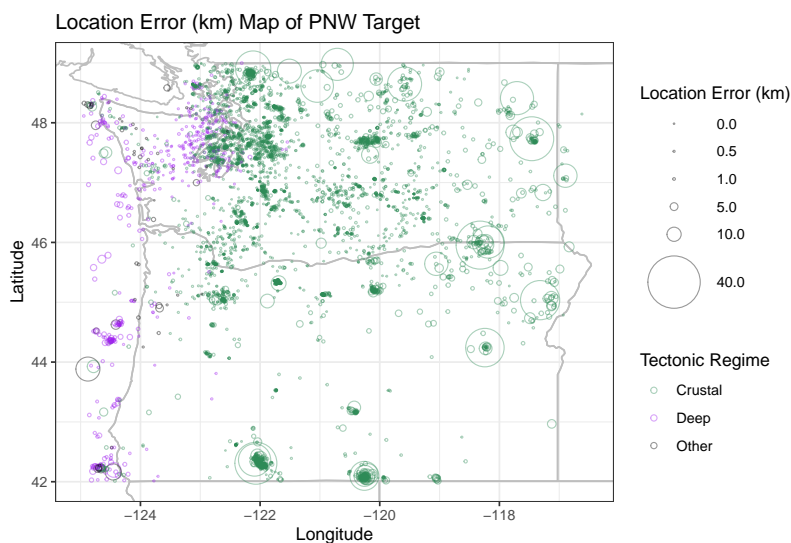 Location Error (km) Map of PNW Target
Latitude
48
46
44
42
−124
−122
−120
−118
Longitude
Location Error (km)
0.0
0.5
1.0
5.0
10.0
40.0
Tectonic Regime
Crustal
Deep
Other